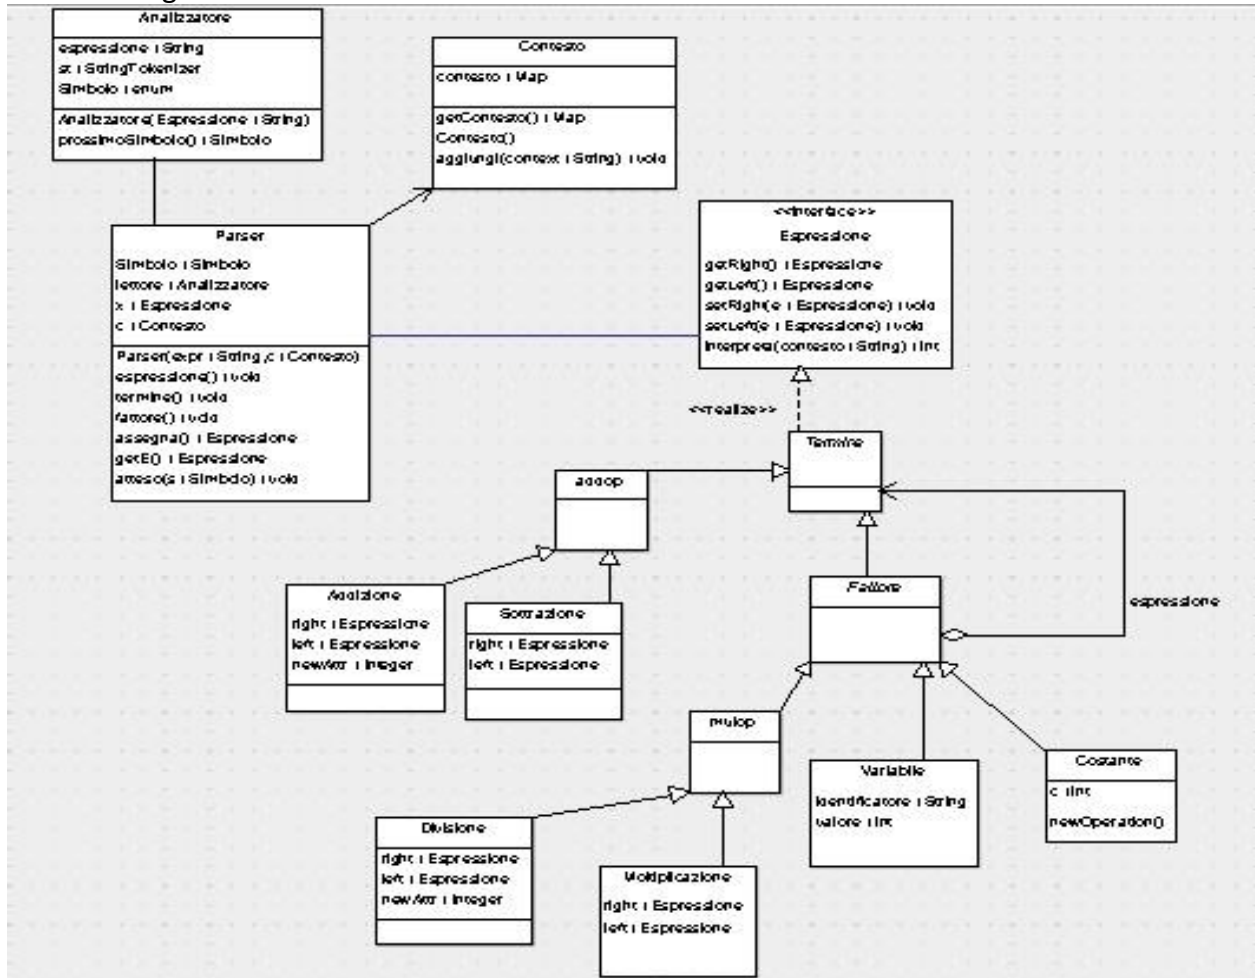 Analizzatore
espressione : String
st : StringTokenizer
Simbolo : enum
Analizzatore(Espressione : String)
prossimoSimbolo() : Simbolo
Contesto
contesto : Map
getContesto() : Map
Contesto()
aggiungi(context : String) : void
Parser
Simbolo : Simbolo
lettore : Analizzatore
x : Espressione
c : Contesto
Parser(expr : String,c : Contesto)
espressione() : void
termine() : void
fattore() : void
assegna() : Espressione
getE() : Espressione
atteso(s : Simbolo) : void
<<interface>>
Espressione
getRight() : Espressione
getLeft() : Espressione
setRight(e : Espressione) : void
setLeft(e : Espressione) : void
interpreta(contesto : String) : int
<<realize>>
Termine
addop
Addizione
right : Espressione
left : Espressione
newAttr : Integer
Sottrazione
right : Espressione
left : Espressione
Fattore
espressione
mulop
Variabile
identificatore : String
valore : int
Costante
c : int
newOperation()
Divisione
right : Espressione
left : Espressione
newAttr : Integer
Moltiplicazione
right : Espressione
left : Espressione